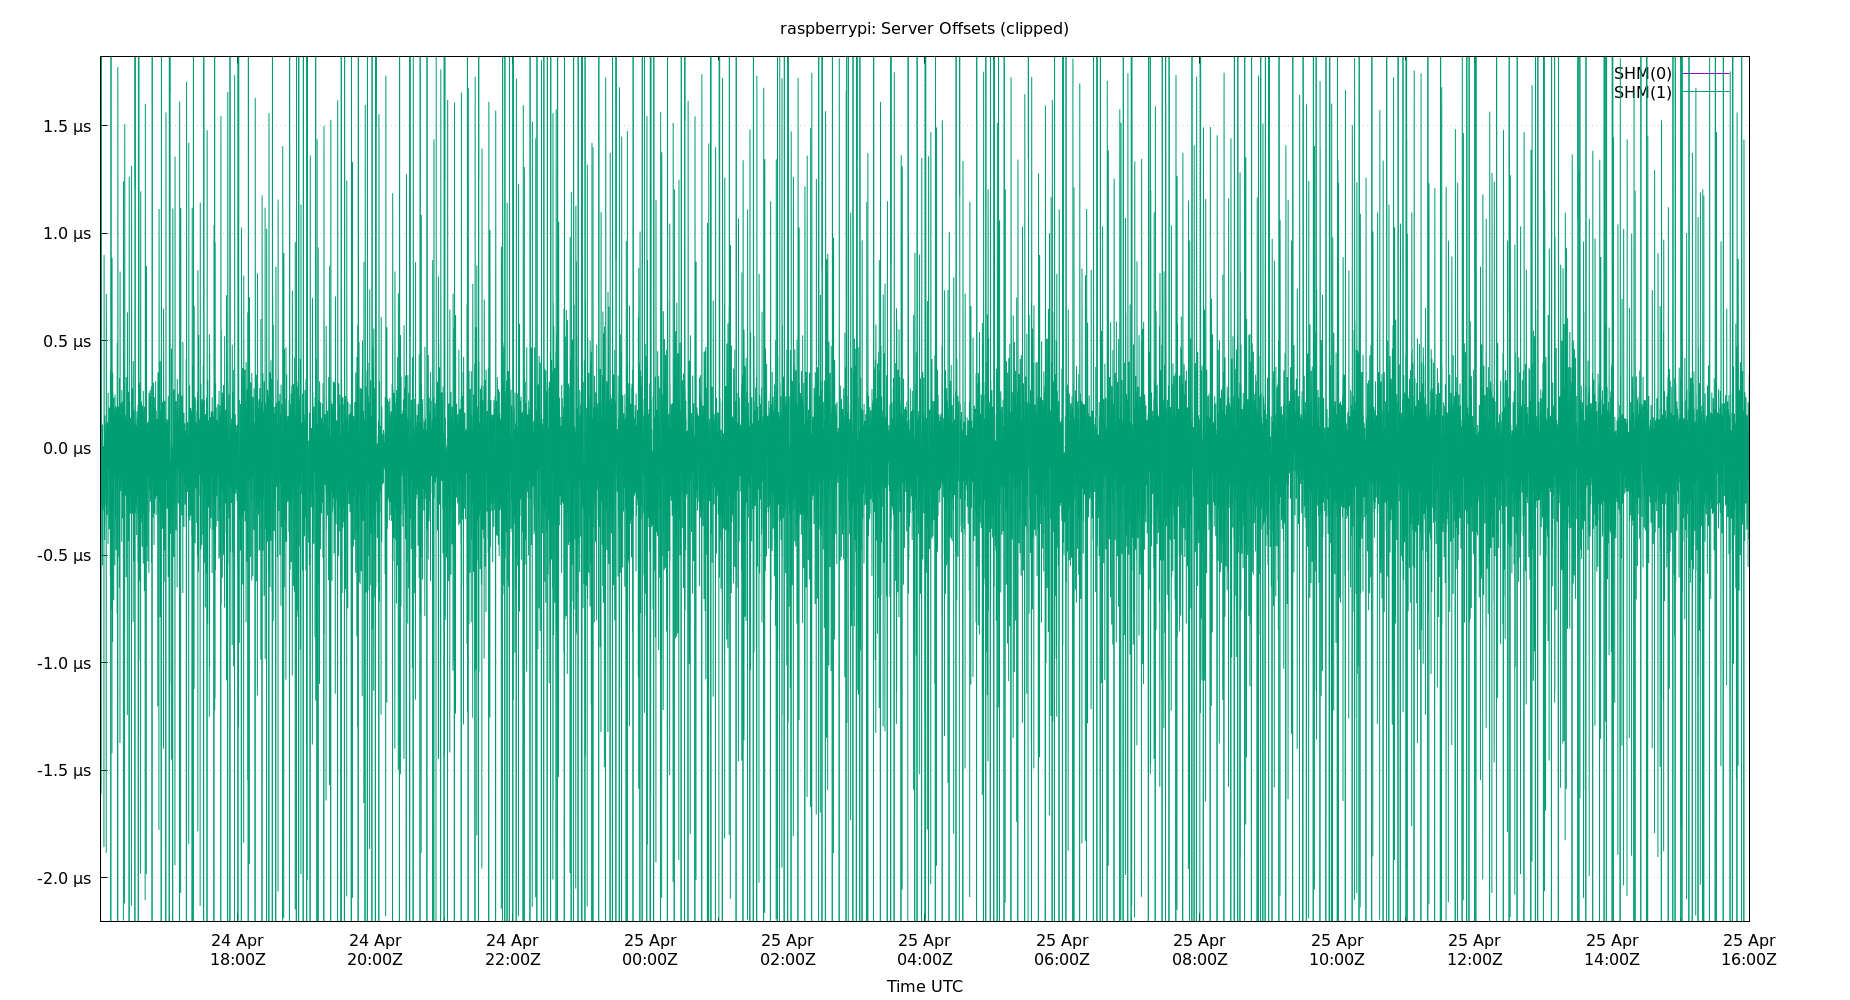 raspberrypi: Server Offsets (clipped)
SHM(0)
SHM(1)
1.5 µs
1.0 µs
0.5 µs
0.0 µs
-0.5 µs
-1.0 µs
-1.5 µs
-2.0 µs
24 Apr 24 Apr 24 Apr 25 Apr 25 Apr 25 Apr 25 Apr 25 Apr 25 Apr 25 Apr 25 Apr 25 Apr
18:00Z 20:00Z 22:00Z 00:00Z 02:00Z 04:00Z 06:00Z 08:00Z 10:00Z 12:00Z 14:00Z 16:00Z
Time UTC